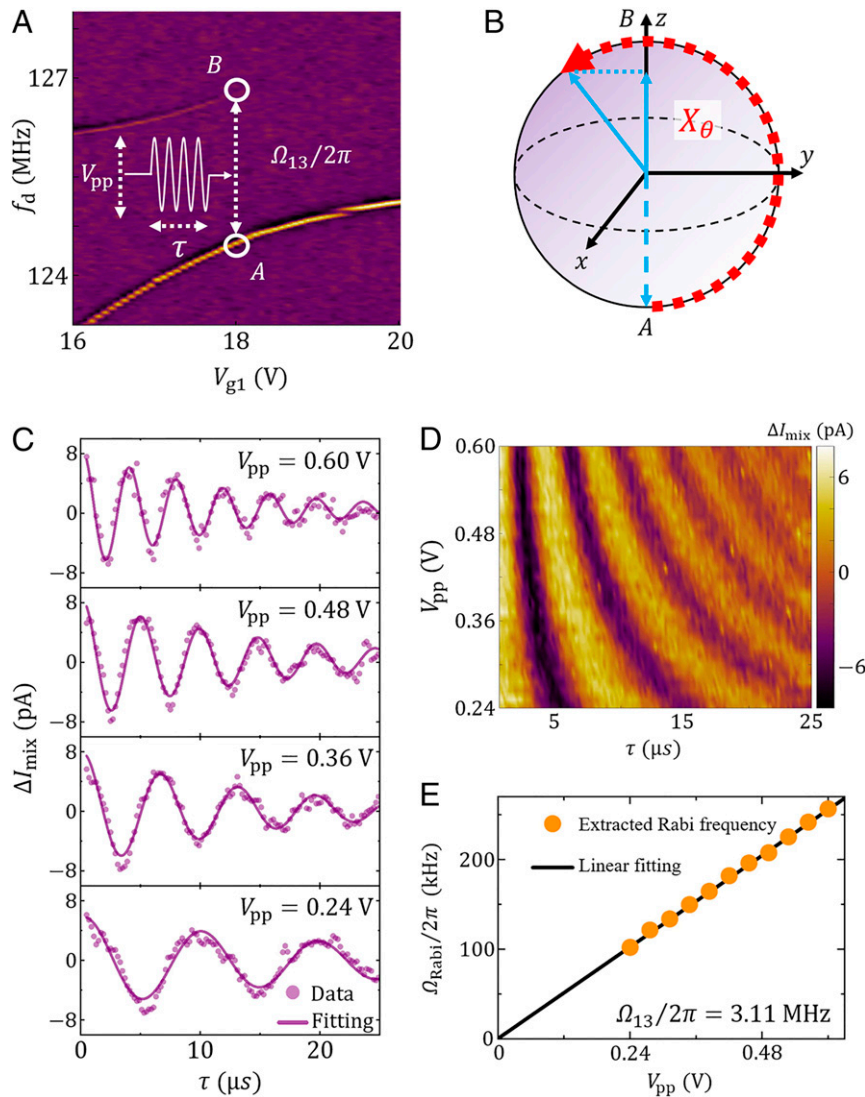 A
127
f_d (MHz)
124
V_pp
τ
B
Ω_13/2π
A
16
18
20
V_g1 (V)
B
B
z
X_θ
y
x
A
C
8
0
−8
V_pp = 0.60 V
8
0
−8
V_pp = 0.48 V
8
0
−8
V_pp = 0.36 V
8
0
−8
V_pp = 0.24 V
Data
Fitting
ΔI_mix (pA)
0
10
20
τ (μs)
D
ΔI_mix (pA)
0.60
0.48
0.36
0.24
V_pp (V)
5
15
25
τ (μs)
6
0
−6
E
Extracted Rabi frequency
Linear fitting
Ω_Rabi/2π (kHz)
200
100
0
Ω_13/2π = 3.11 MHz
0
0.24
0.48
V_pp (V)